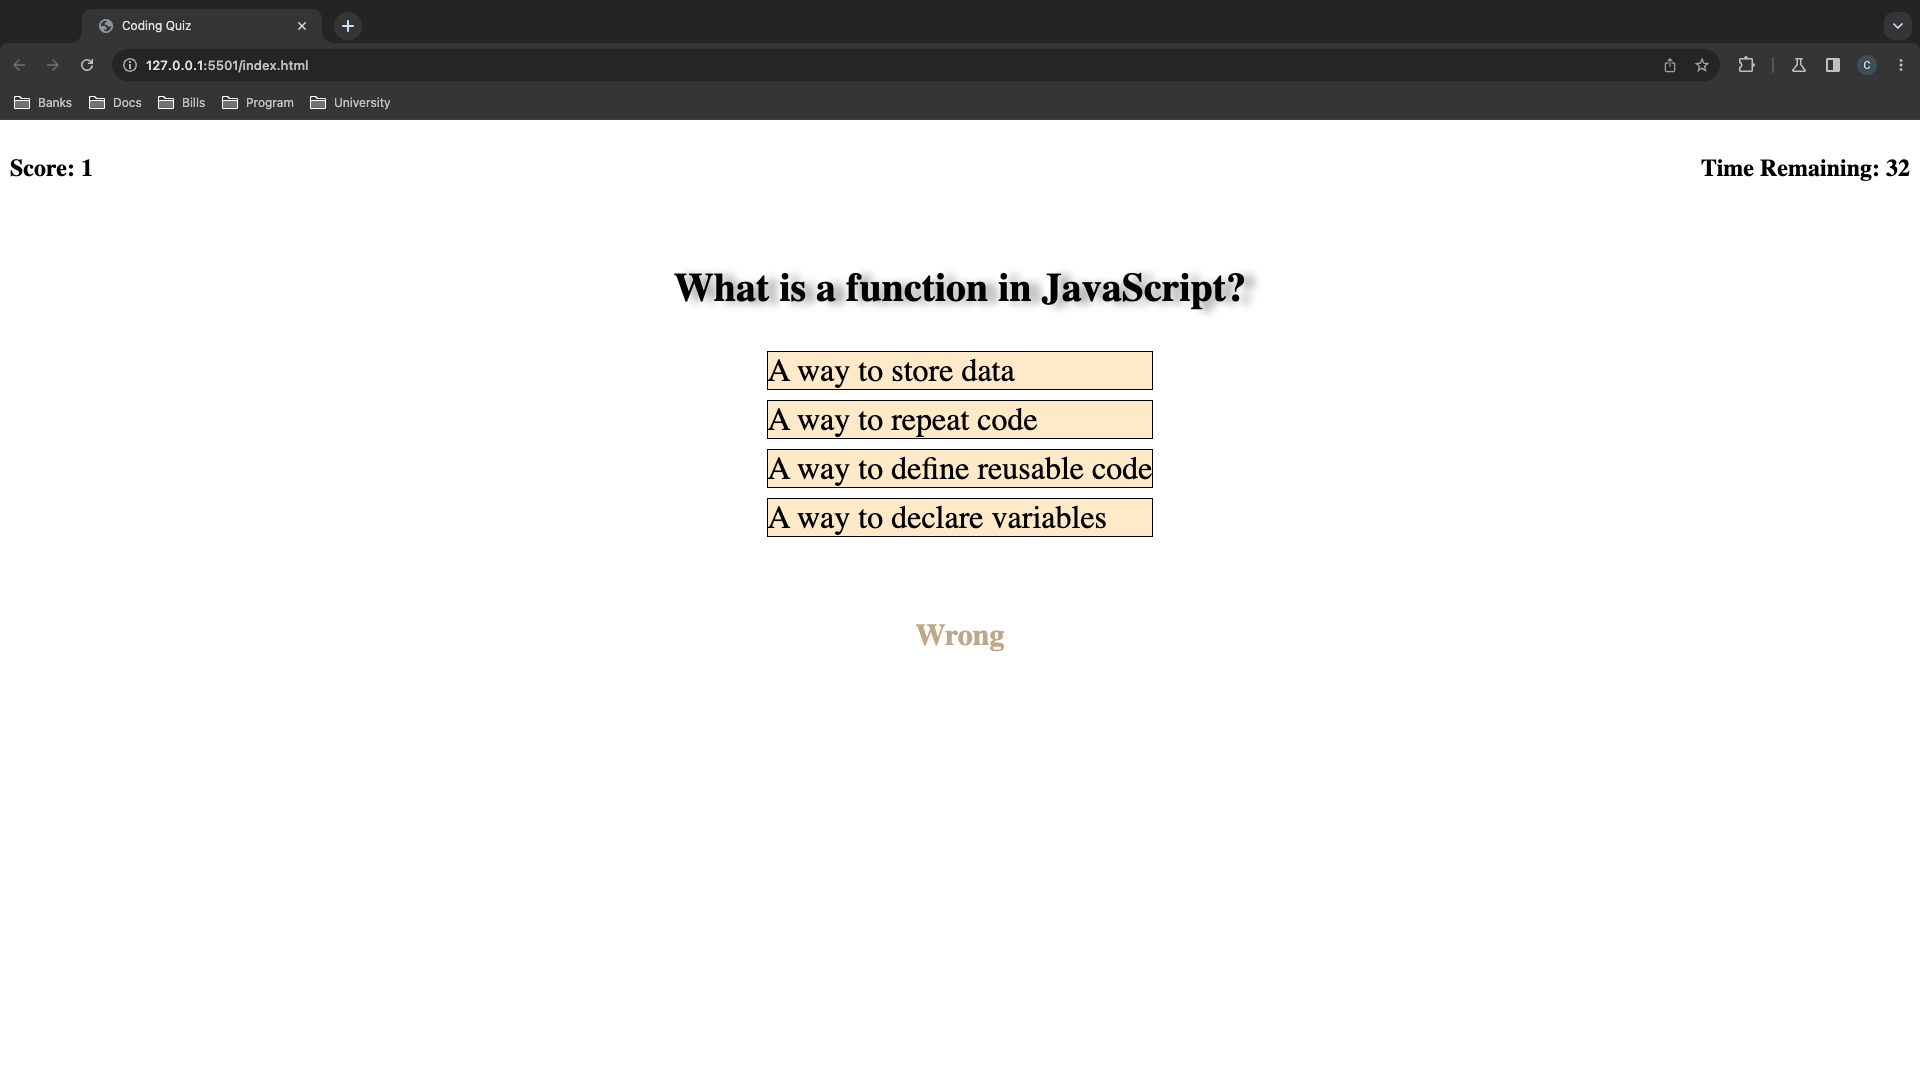 Coding Quiz
127.0.0.1:5501/index.html
C
Banks Docs Bills Program University
Score: 1
Time Remaining: 32
What is a function in JavaScript?
A way to store data
A way to repeat code
A way to define reusable code
A way to declare variables
Wrong